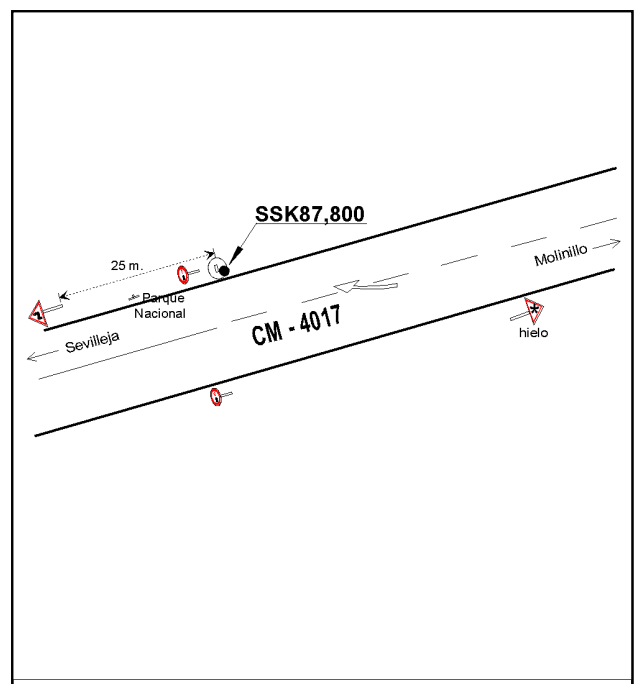 SSK87,800
25 m.
Molinillo
Parque
Nacional
CM - 4017
hielo
Sevilleja